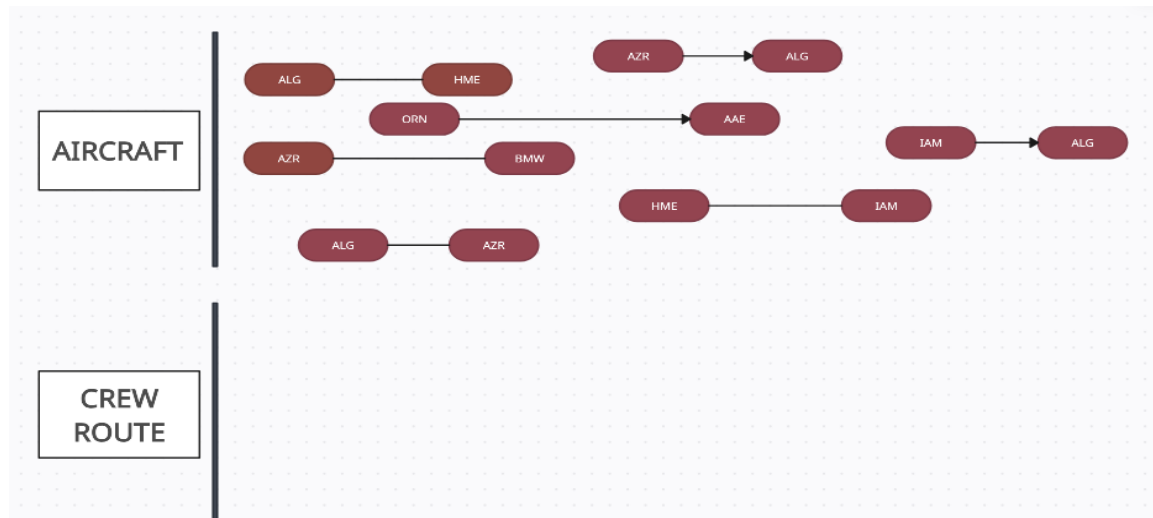 AZR
ALG
ALG
HME
ORN
AAE
IAM
ALG
AIRCRAFT
AZR
BMW
HME
IAM
ALG
AZR
CREW
ROUTE